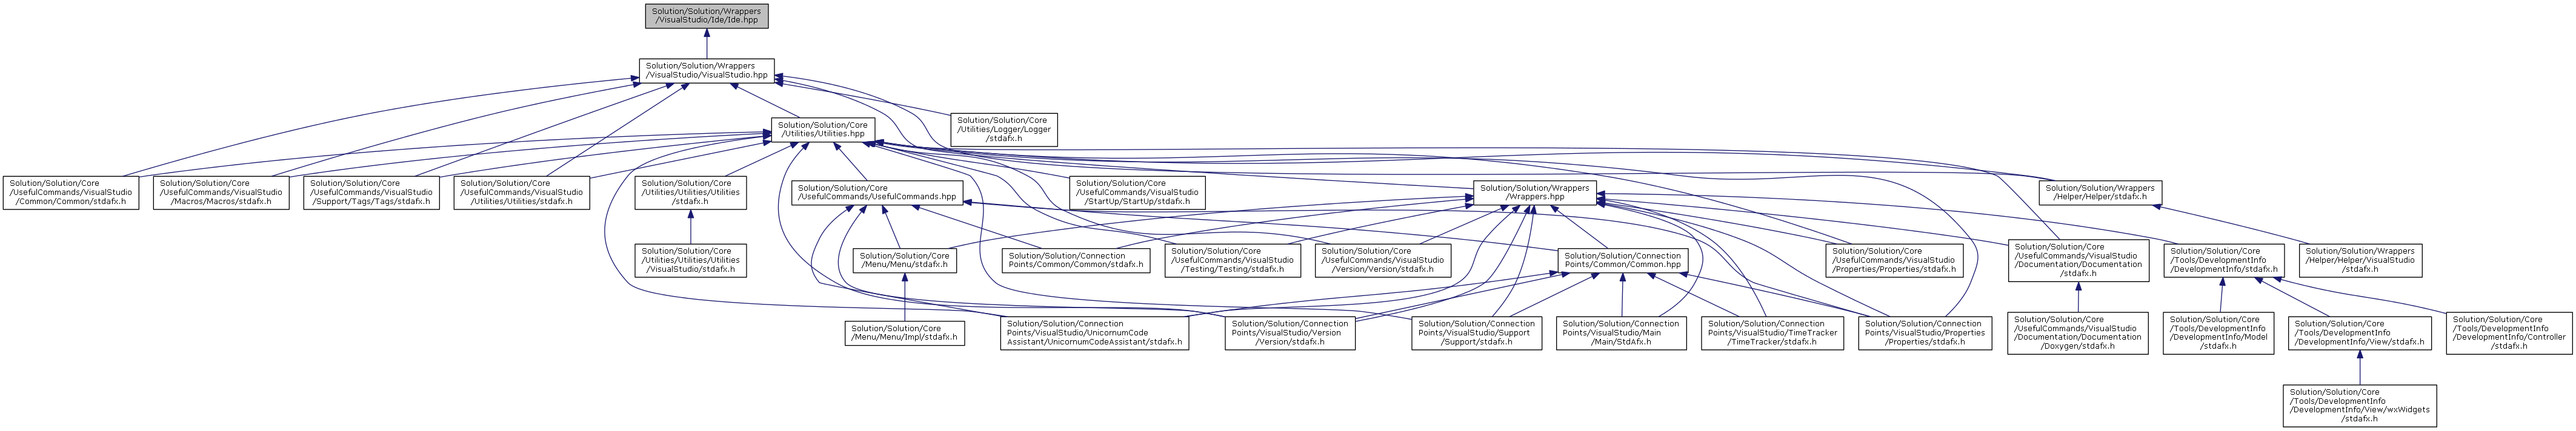 Solution/Solution/Wrappers
/VisualStudio/Ide/Ide.hpp
Solution/Solution/Wrappers
/VisualStudio/VisualStudio.hpp
Solution/Solution/Core
/Utilities/Logger/Logger
/stdafx.h
Solution/Solution/Core
/Utilities/Utilities.hpp
Solution/Solution/Core
/UsefulCommands/VisualStudio
/Common/Common/stdafx.h
Solution/Solution/Core
/UsefulCommands/VisualStudio
/Macros/Macros/stdafx.h
Solution/Solution/Core
/UsefulCommands/VisualStudio
/Support/Tags/Tags/stdafx.h
Solution/Solution/Core
/UsefulCommands/VisualStudio
/Utilities/Utilities/stdafx.h
Solution/Solution/Core
/Utilities/Utilities/Utilities
/stdafx.h
Solution/Solution/Core
/UsefulCommands/UsefulCommands.hpp
Solution/Solution/Core
/UsefulCommands/VisualStudio
/StartUp/StartUp/stdafx.h
Solution/Solution/Wrappers
/Wrappers.hpp
Solution/Solution/Wrappers
/Helper/Helper/stdafx.h
Solution/Solution/Core
/Utilities/Utilities/Utilities
/VisualStudio/stdafx.h
Solution/Solution/Core
/Menu/Menu/stdafx.h
Solution/Solution/Connection
Points/Common/Common/stdafx.h
Solution/Solution/Core
/UsefulCommands/VisualStudio
/Testing/Testing/stdafx.h
Solution/Solution/Core
/UsefulCommands/VisualStudio
/Version/Version/stdafx.h
Solution/Solution/Connection
Points/Common/Common.hpp
Solution/Solution/Core
/UsefulCommands/VisualStudio
/Properties/Properties/stdafx.h
Solution/Solution/Core
/UsefulCommands/VisualStudio
/Documentation/Documentation
/stdafx.h
Solution/Solution/Core
/Tools/DevelopmentInfo
/DevelopmentInfo/stdafx.h
Solution/Solution/Wrappers
/Helper/Helper/VisualStudio
/stdafx.h
Solution/Solution/Core
/Menu/Menu/Impl/stdafx.h
Solution/Solution/Connection
Points/VisualStudio/UnicornumCode
Assistant/UnicornumCodeAssistant/stdafx.h
Solution/Solution/Connection
Points/VisualStudio/Version
/Version/stdafx.h
Solution/Solution/Connection
Points/VisualStudio/Support
/Support/stdafx.h
Solution/Solution/Connection
Points/VisualStudio/Main
/Main/StdAfx.h
Solution/Solution/Connection
Points/VisualStudio/TimeTracker
/TimeTracker/stdafx.h
Solution/Solution/Connection
Points/VisualStudio/Properties
/Properties/stdafx.h
Solution/Solution/Core
/UsefulCommands/VisualStudio
/Documentation/Documentation
/Doxygen/stdafx.h
Solution/Solution/Core
/Tools/DevelopmentInfo
/DevelopmentInfo/Model
/stdafx.h
Solution/Solution/Core
/Tools/DevelopmentInfo
/DevelopmentInfo/View/stdafx.h
Solution/Solution/Core
/Tools/DevelopmentInfo
/DevelopmentInfo/Controller
/stdafx.h
Solution/Solution/Core
/Tools/DevelopmentInfo
/DevelopmentInfo/View/wxWidgets
/stdafx.h